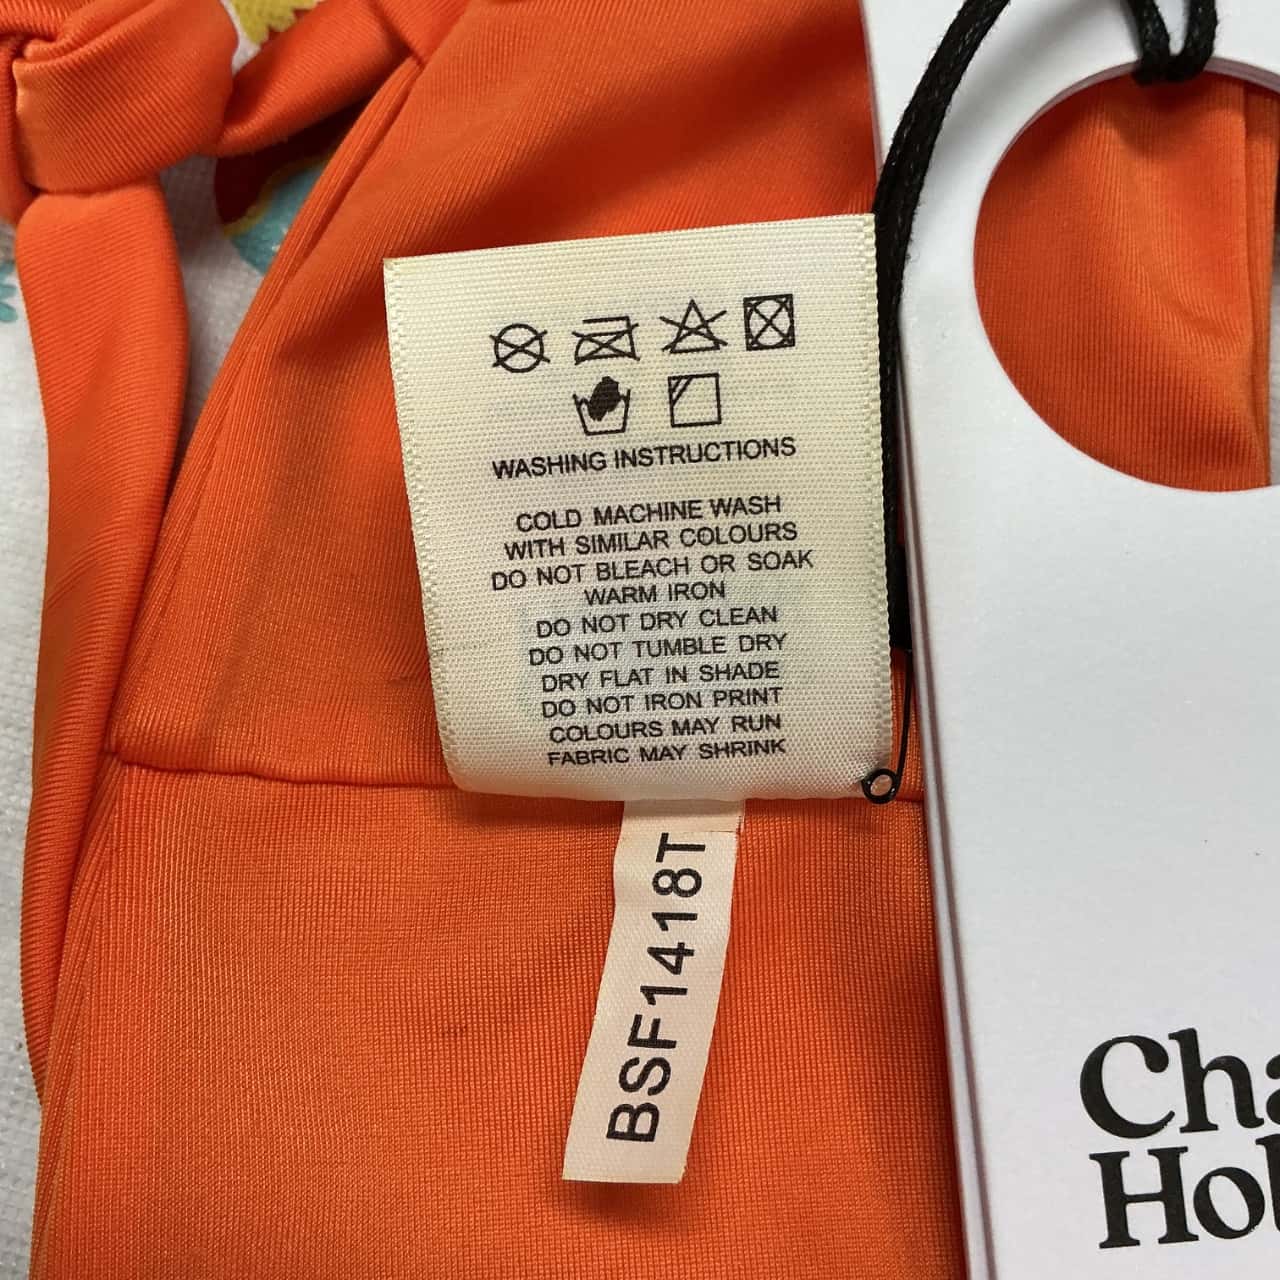 WASHING INSTRUCTIONS
COLD MACHINE WASH
WITH SIMILAR COLOURS
DO NOT BLEACH OR SOAK
WARM IRON
DO NOT DRY CLEAN
DO NOT TUMBLE DRY
DRY FLAT IN SHADE
DO NOT IRON PRINT
COLOURS MAY RUN
FABRIC MAY SHRINK
BSF1418T